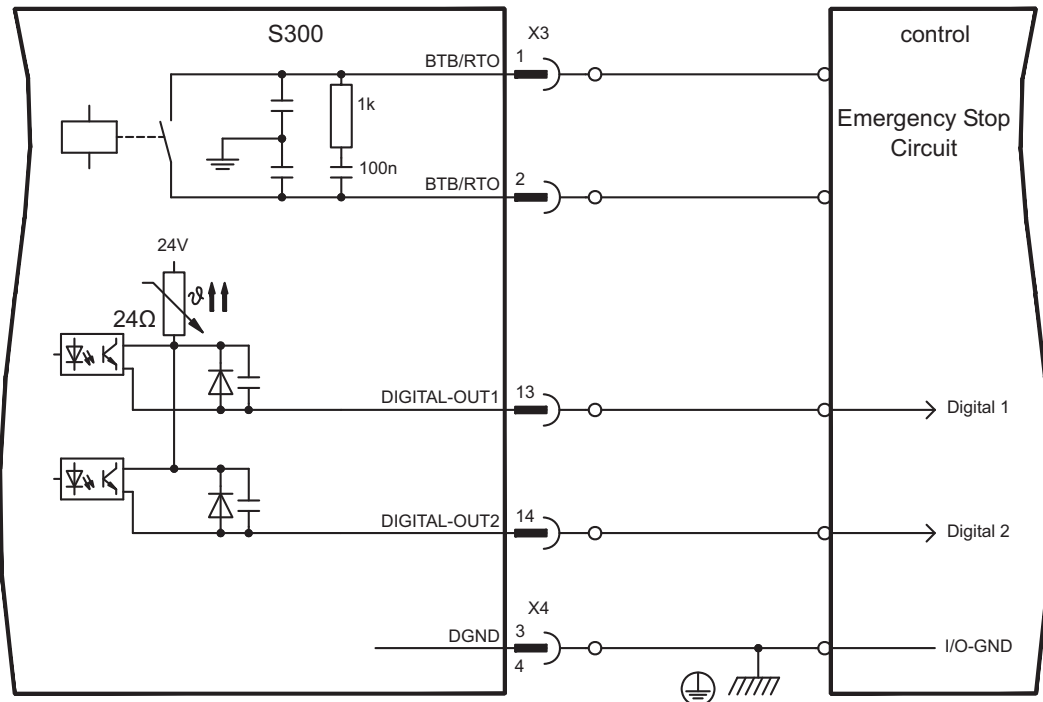 S300
X3
control
BTB/RTO
1
1k
Emergency Stop
Circuit
100n
BTB/RTO
2
24V
ϑ
24Ω
DIGITAL-OUT1
13
Digital 1
DIGITAL-OUT2
14
Digital 2
X4
DGND
3
4
I/O-GND